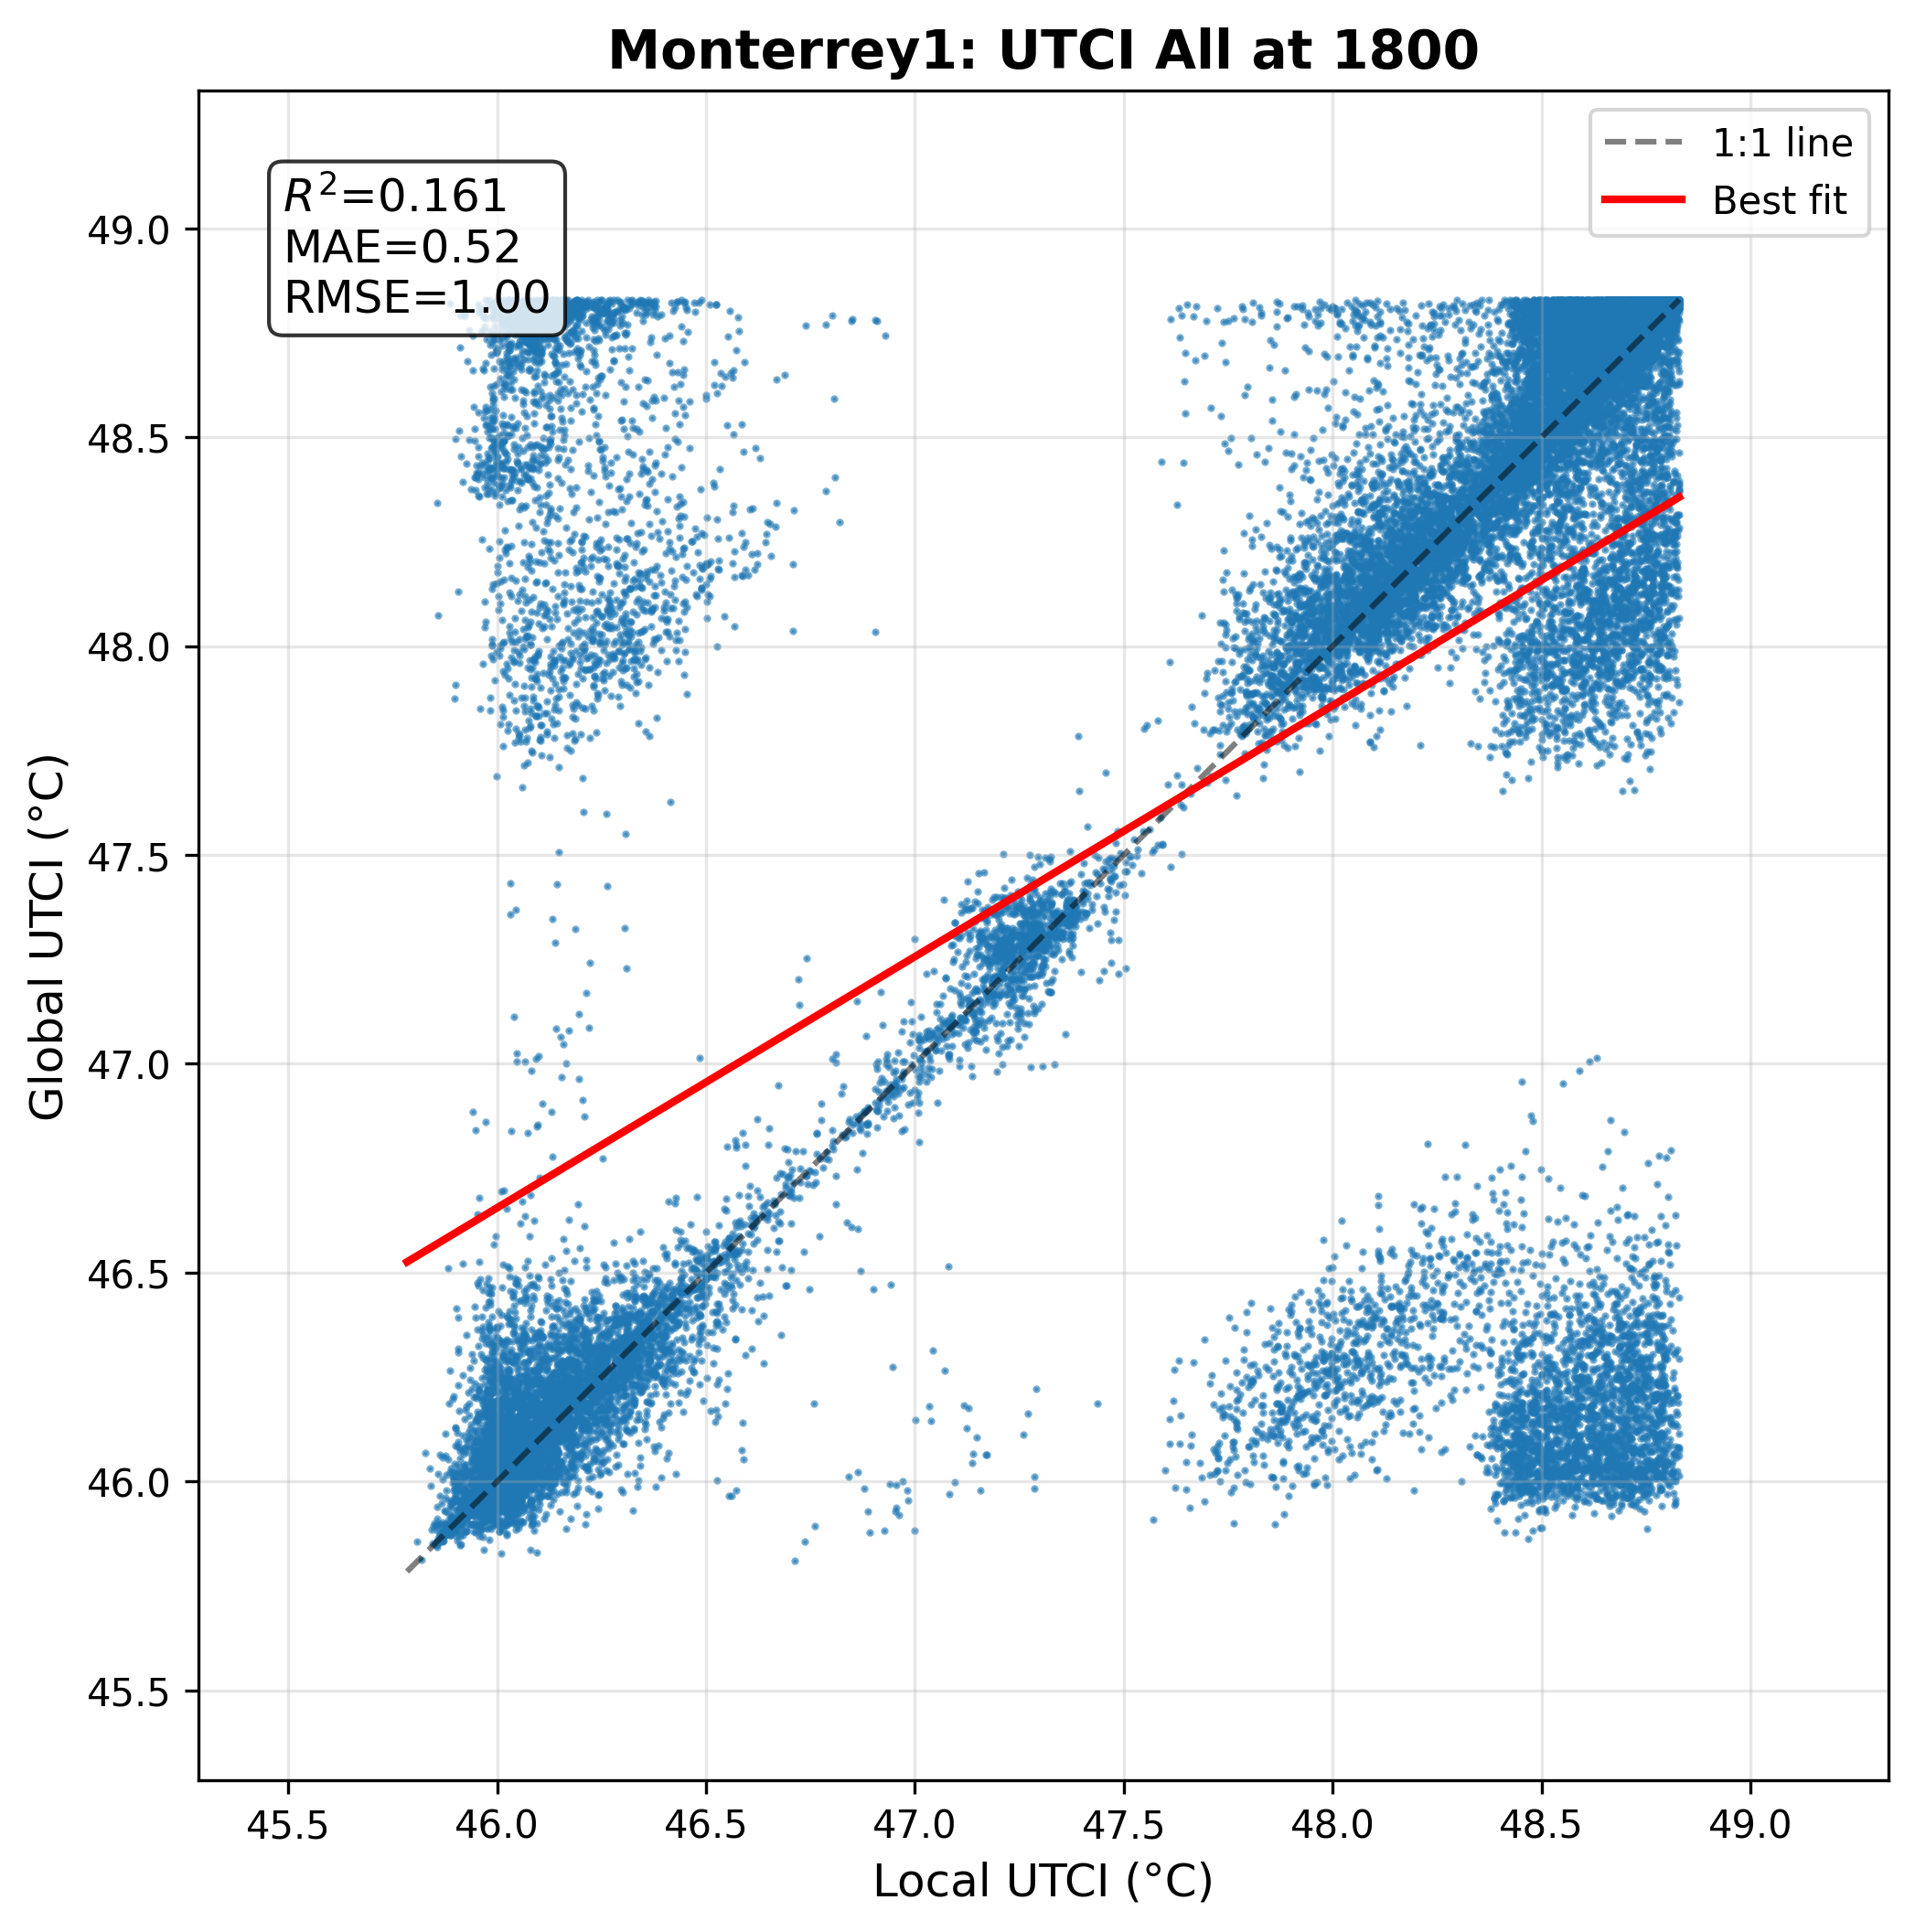 Monterrey1: UTCI All at 1800
1:1 line
Best fit
R²=0.161
MAE=0.52
RMSE=1.00
49.0
48.5
48.0
47.5
47.0
46.5
46.0
45.5
Global UTCI (°C)
45.5 46.0 46.5 47.0 47.5 48.0 48.5 49.0
Local UTCI (°C)